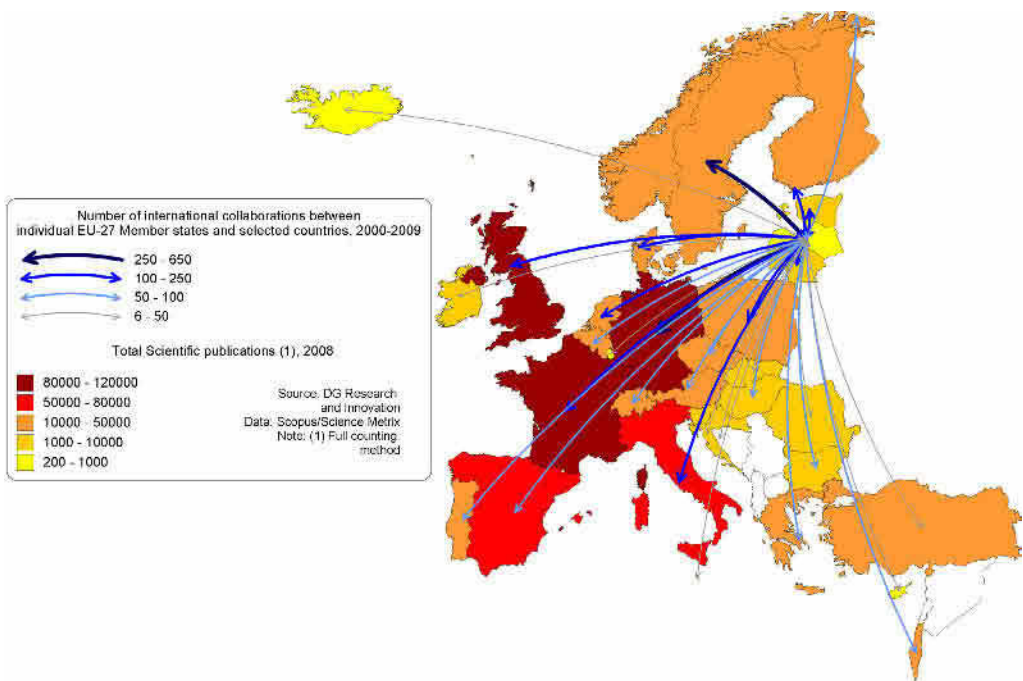 Number of international collaborations between
individual EU-27 Member states and selected countries. 2000-2009
250 - 650
100 - 250
50 - 100
6 - 50
Total Scientific publications (1), 2008
80000 - 120000
50000 - 80000
10000 - 50000
1000 - 10000
200 - 1000
Source, DG Research
and Innovation
Data: Scopus/Science Metrix
Note: (1) Full counting
method